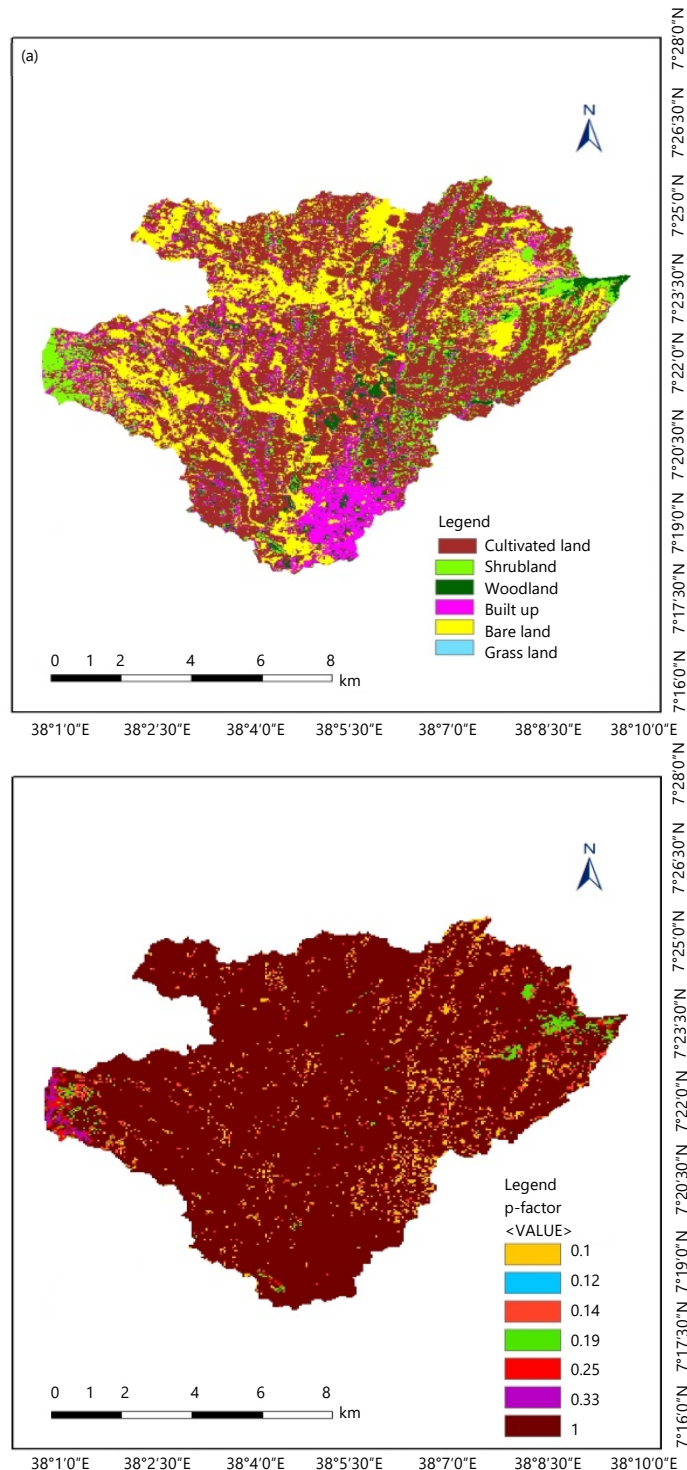 (a)
N
Legend
Cultivated land
Shrubland
Woodland
Built up
Bare land
Grass land
0 1 2 4 6 8
km
7°28'0"N
7°26'30"N
7°25'0"N
7°23'30"N
7°22'0"N
7°20'30"N
7°19'0"N
7°17'30"N
7°16'0"N
38°1'0"E 38°2'30"E 38°4'0"E 38°5'30"E 38°7'0"E 38°8'30"E 38°10'0"E
N
Legend
p-factor
<VALUE>
0.1
0.12
0.14
0.19
0.25
0.33
1
0 1 2 4 6 8
km
7°28'0"N
7°26'30"N
7°25'0"N
7°23'30"N
7°22'0"N
7°20'30"N
7°19'0"N
7°17'30"N
7°16'0"N
38°1'0"E 38°2'30"E 38°4'0"E 38°5'30"E 38°7'0"E 38°8'30"E 38°10'0"E